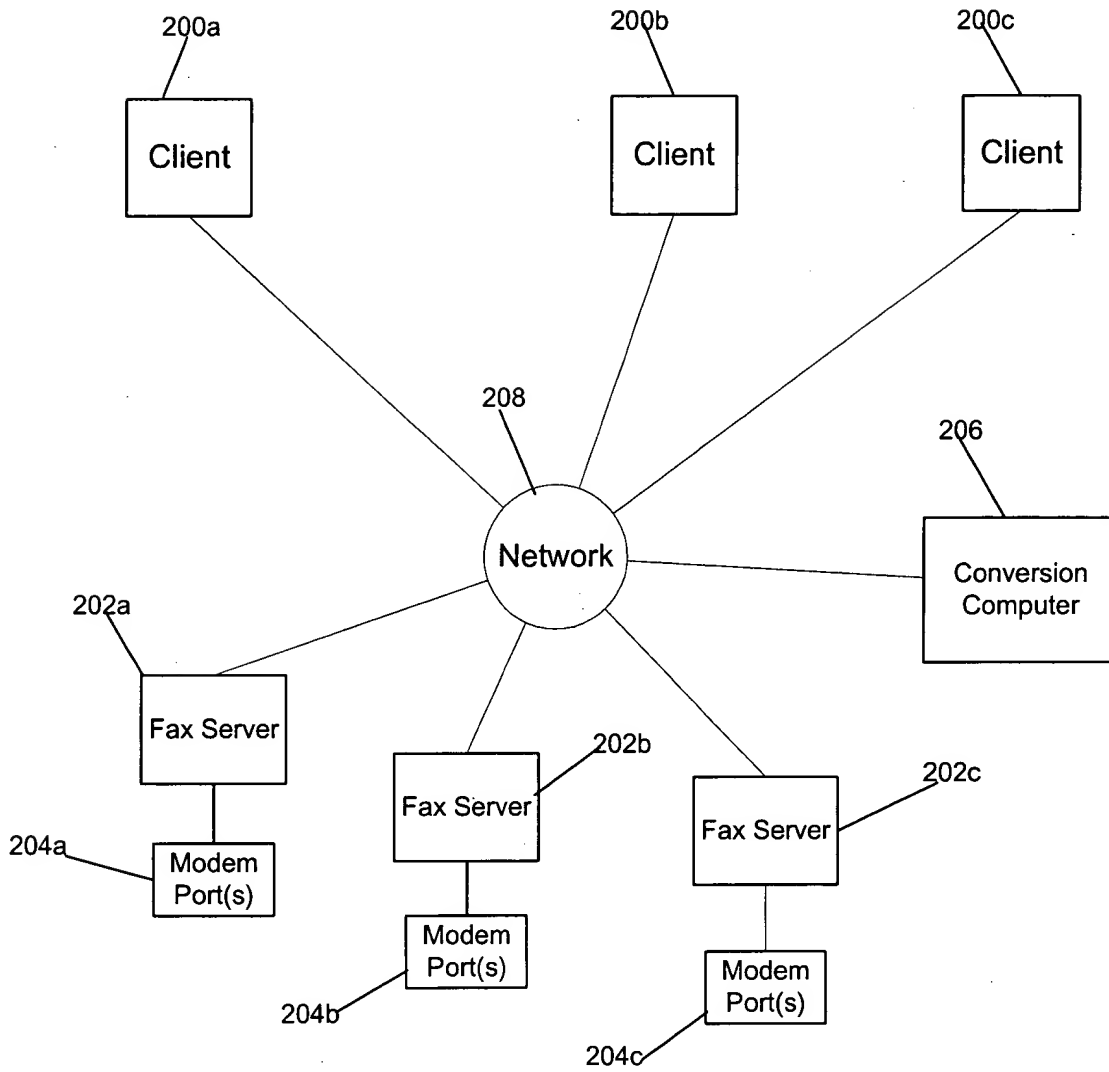 200a
200b
200c
Client
Client
Client
208
206
Network
Conversion
Computer
202a
Fax Server
202b
Fax Server
202c
Fax Server
204a
Modem
Port(s)
204b
Modem
Port(s)
204c
Modem
Port(s)